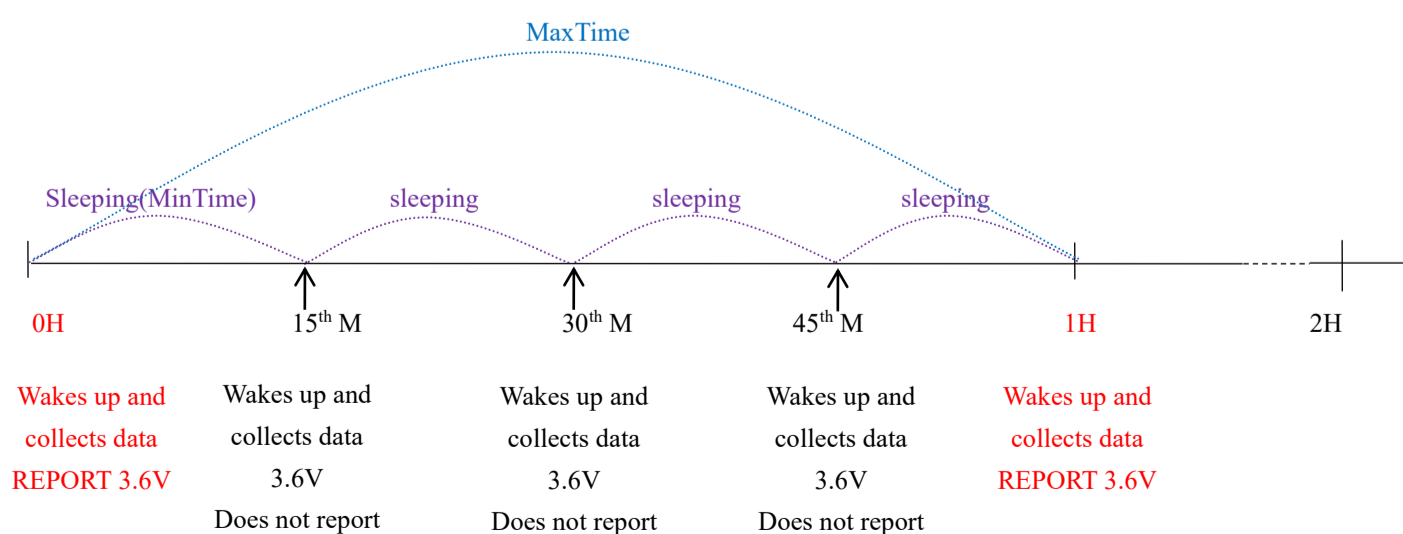 MaxTime
Sleeping(MinTime)
sleeping
sleeping
sleeping
0H
15th M
30th M
45th M
1H
2H
Wakes up and
collects data
REPORT 3.6V
Wakes up and
collects data
3.6V
Does not report
Wakes up and
collects data
3.6V
Does not report
Wakes up and
collects data
3.6V
Does not report
Wakes up and
collects data
REPORT 3.6V